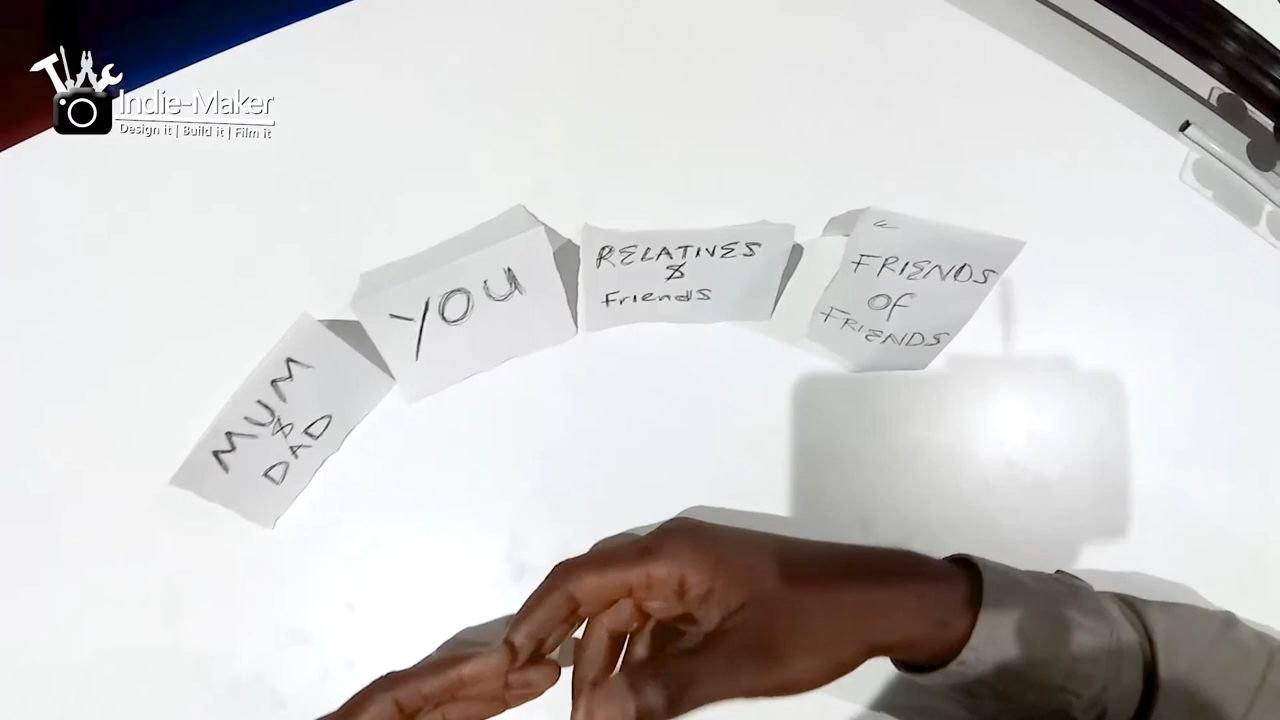 Indie-Maker
Design it | Build it | Film it
MUM
&
DAD
YOU
RELATIVES
&
Friends
FRIENDS
OF
FRIENDS